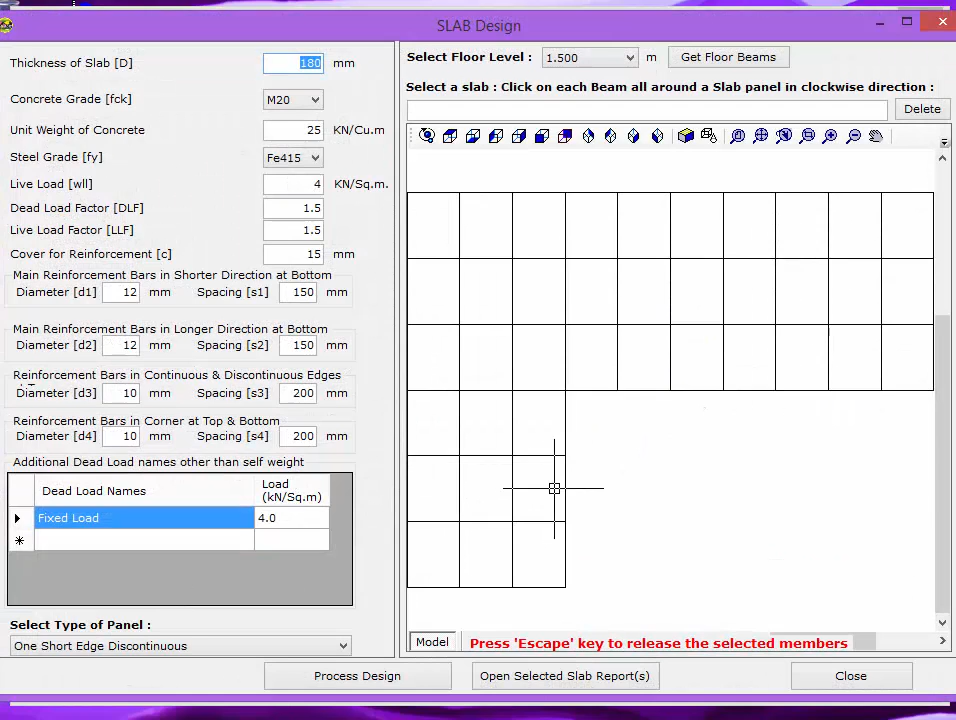 SLAB Design
Thickness of Slab [D] 180 mm
Concrete Grade [fck] M20
Unit Weight of Concrete 25 KN/Cu.m
Steel Grade [fy] Fe415
Live Load [wll] 4 KN/Sq.m.
Dead Load Factor [DLF] 1.5
Live Load Factor [LLF] 1.5
Cover for Reinforcement [c] 15 mm
Main Reinforcement Bars in Shorter Direction at Bottom
Diameter [d1] 12 mm Spacing [s1] 150 mm
Main Reinforcement Bars in Longer Direction at Bottom
Diameter [d2] 12 mm Spacing [s2] 150 mm
Reinforcement Bars in Continuous & Discontinuous Edges
Diameter [d3] 10 mm Spacing [s3] 200 mm
Reinforcement Bars in Corner at Top & Bottom
Diameter [d4] 10 mm Spacing [s4] 200 mm
Additional Dead Load names other than self weight
Dead Load Names Load
(kN/Sq.m)
Fixed Load 4.0
Select Type of Panel :
One Short Edge Discontinuous
Select Floor Level : 1.500 m Get Floor Beams
Select a slab : Click on each Beam all around a Slab panel in clockwise direction :
Delete
Model Press 'Escape' key to release the selected members
Process Design Open Selected Slab Report(s) Close